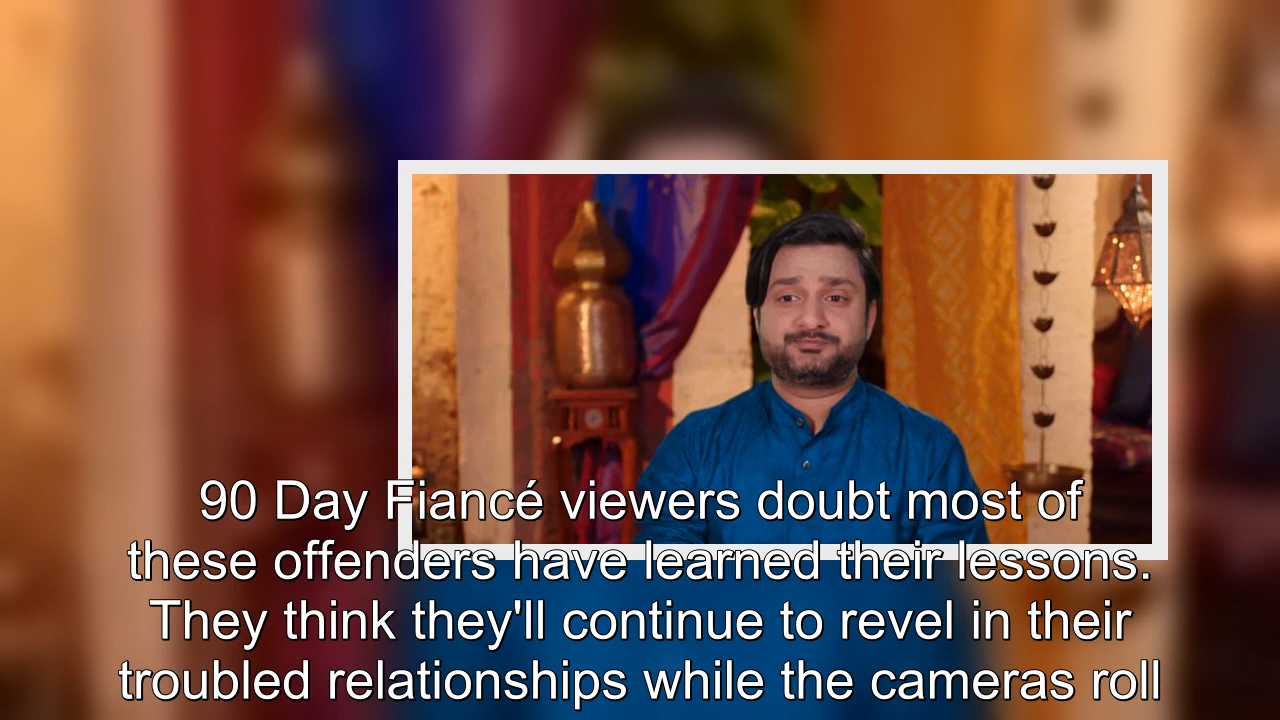 90 Day Fiancé viewers doubt most of
these offenders have learned their lessons.
They think they'll continue to revel in their
troubled relationships while the cameras roll